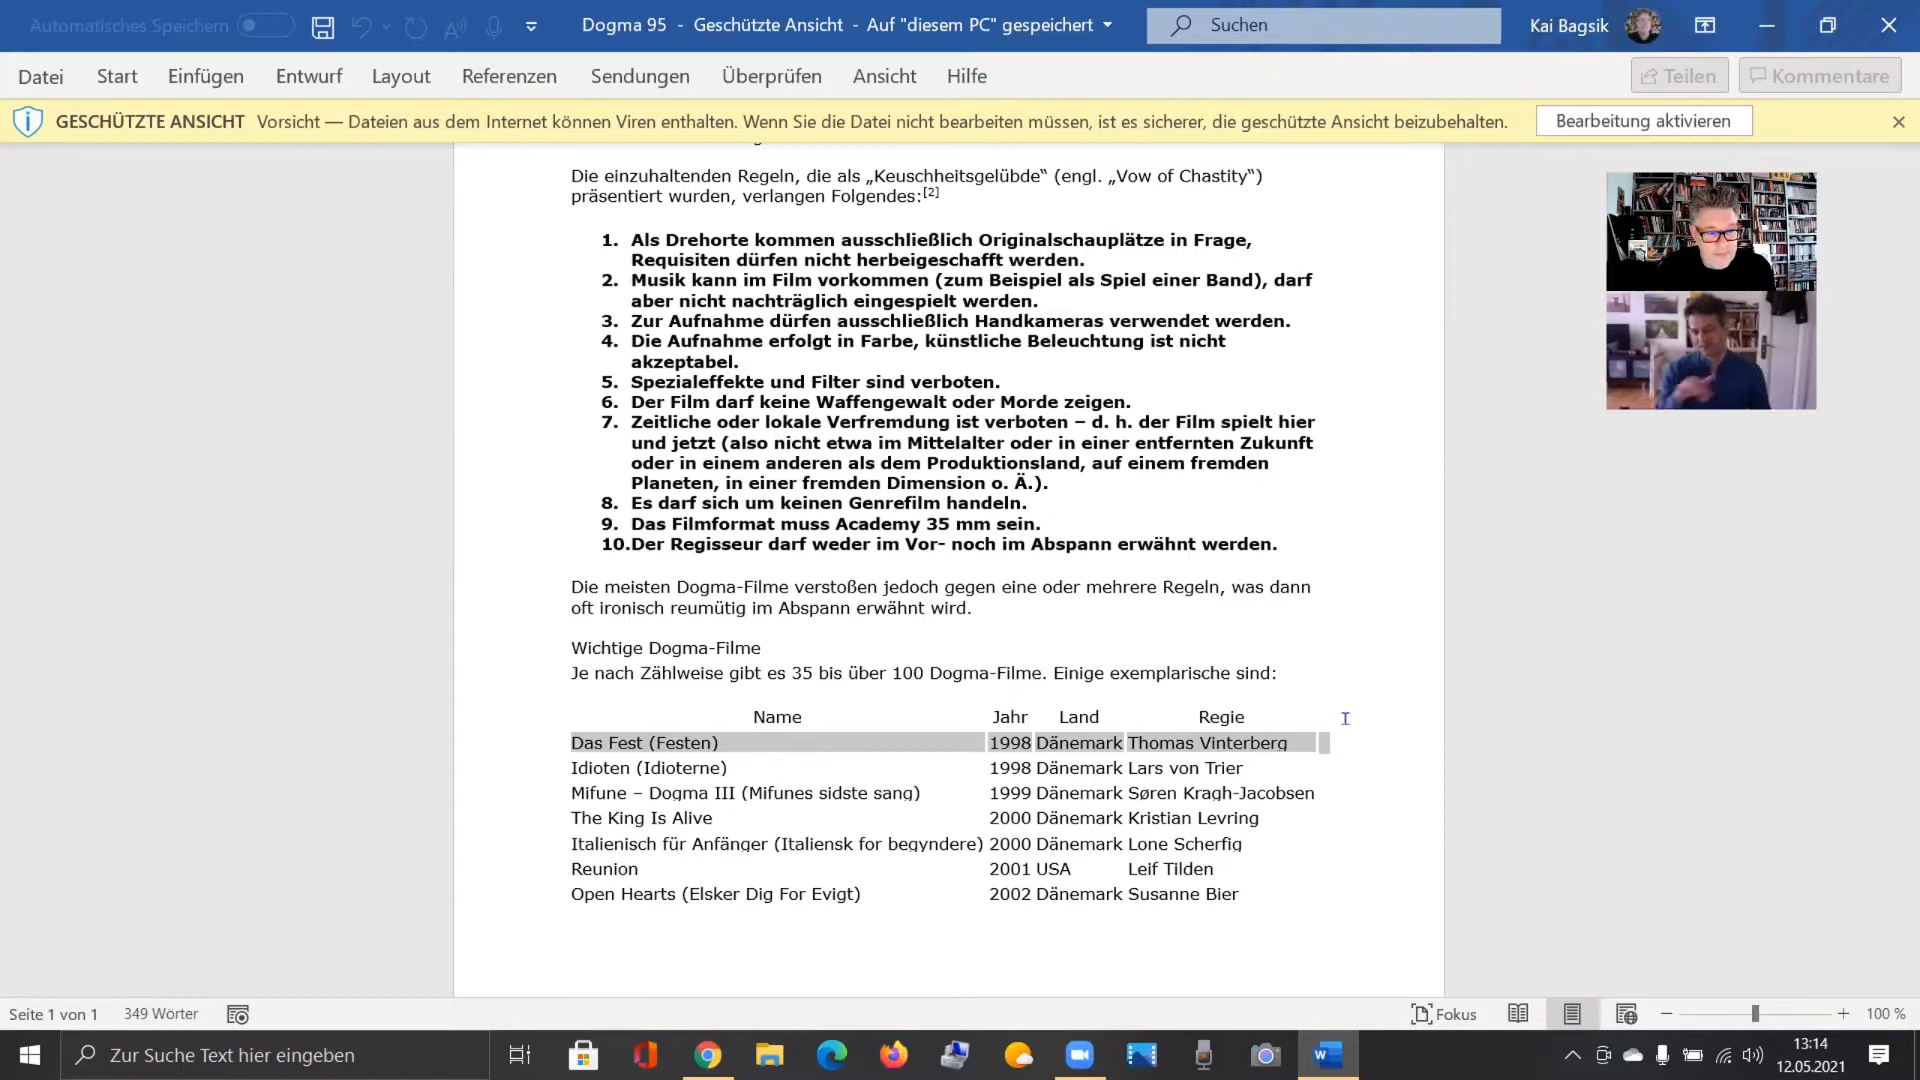 Automatisches Speichern
Dogma 95 - Geschützte Ansicht - Auf "diesem PC" gespeichert
Suchen
Kai Bagsik
Datei Start Einfügen Entwurf Layout Referenzen Sendungen Überprüfen Ansicht Hilfe
Teilen Kommentare
GESCHÜTZTE ANSICHT Vorsicht — Dateien aus dem Internet können Viren enthalten. Wenn Sie die Datei nicht bearbeiten müssen, ist es sicherer, die geschützte Ansicht beizubehalten.
Bearbeitung aktivieren
Die einzuhaltenden Regeln, die als „Keuschheitsgelübde“ (engl. „Vow of Chastity“)
präsentiert wurden, verlangen Folgendes:[2]
1. Als Drehorte kommen ausschließlich Originalschauplätze in Frage,
Requisiten dürfen nicht herbeigeschafft werden.
2. Musik kann im Film vorkommen (zum Beispiel als Spiel einer Band), darf
aber nicht nachträglich eingespielt werden.
3. Zur Aufnahme dürfen ausschließlich Handkameras verwendet werden.
4. Die Aufnahme erfolgt in Farbe, künstliche Beleuchtung ist nicht
akzeptabel.
5. Spezialeffekte und Filter sind verboten.
6. Der Film darf keine Waffengewalt oder Morde zeigen.
7. Zeitliche oder lokale Verfremdung ist verboten – d. h. der Film spielt hier
und jetzt (also nicht etwa im Mittelalter oder in einer entfernten Zukunft
oder in einem anderen als dem Produktionsland, auf einem fremden
Planeten, in einer fremden Dimension o. Ä.).
8. Es darf sich um keinen Genrefilm handeln.
9. Das Filmformat muss Academy 35 mm sein.
10.Der Regisseur darf weder im Vor- noch im Abspann erwähnt werden.
Die meisten Dogma-Filme verstoßen jedoch gegen eine oder mehrere Regeln, was dann
oft ironisch reumütig im Abspann erwähnt wird.
Wichtige Dogma-Filme
Je nach Zählweise gibt es 35 bis über 100 Dogma-Filme. Einige exemplarische sind:
Name Jahr Land Regie
Das Fest (Festen) 1998 Dänemark Thomas Vinterberg
Idioten (Idioterne) 1998 Dänemark Lars von Trier
Mifune – Dogma III (Mifunes sidste sang) 1999 Dänemark Søren Kragh-Jacobsen
The King Is Alive 2000 Dänemark Kristian Levring
Italienisch für Anfänger (Italiensk for begyndere) 2000 Dänemark Lone Scherfig
Reunion 2001 USA Leif Tilden
Open Hearts (Elsker Dig For Evigt) 2002 Dänemark Susanne Bier
Seite 1 von 1 349 Wörter
Fokus
100 %
Zur Suche Text hier eingeben
13:14
12.05.2021